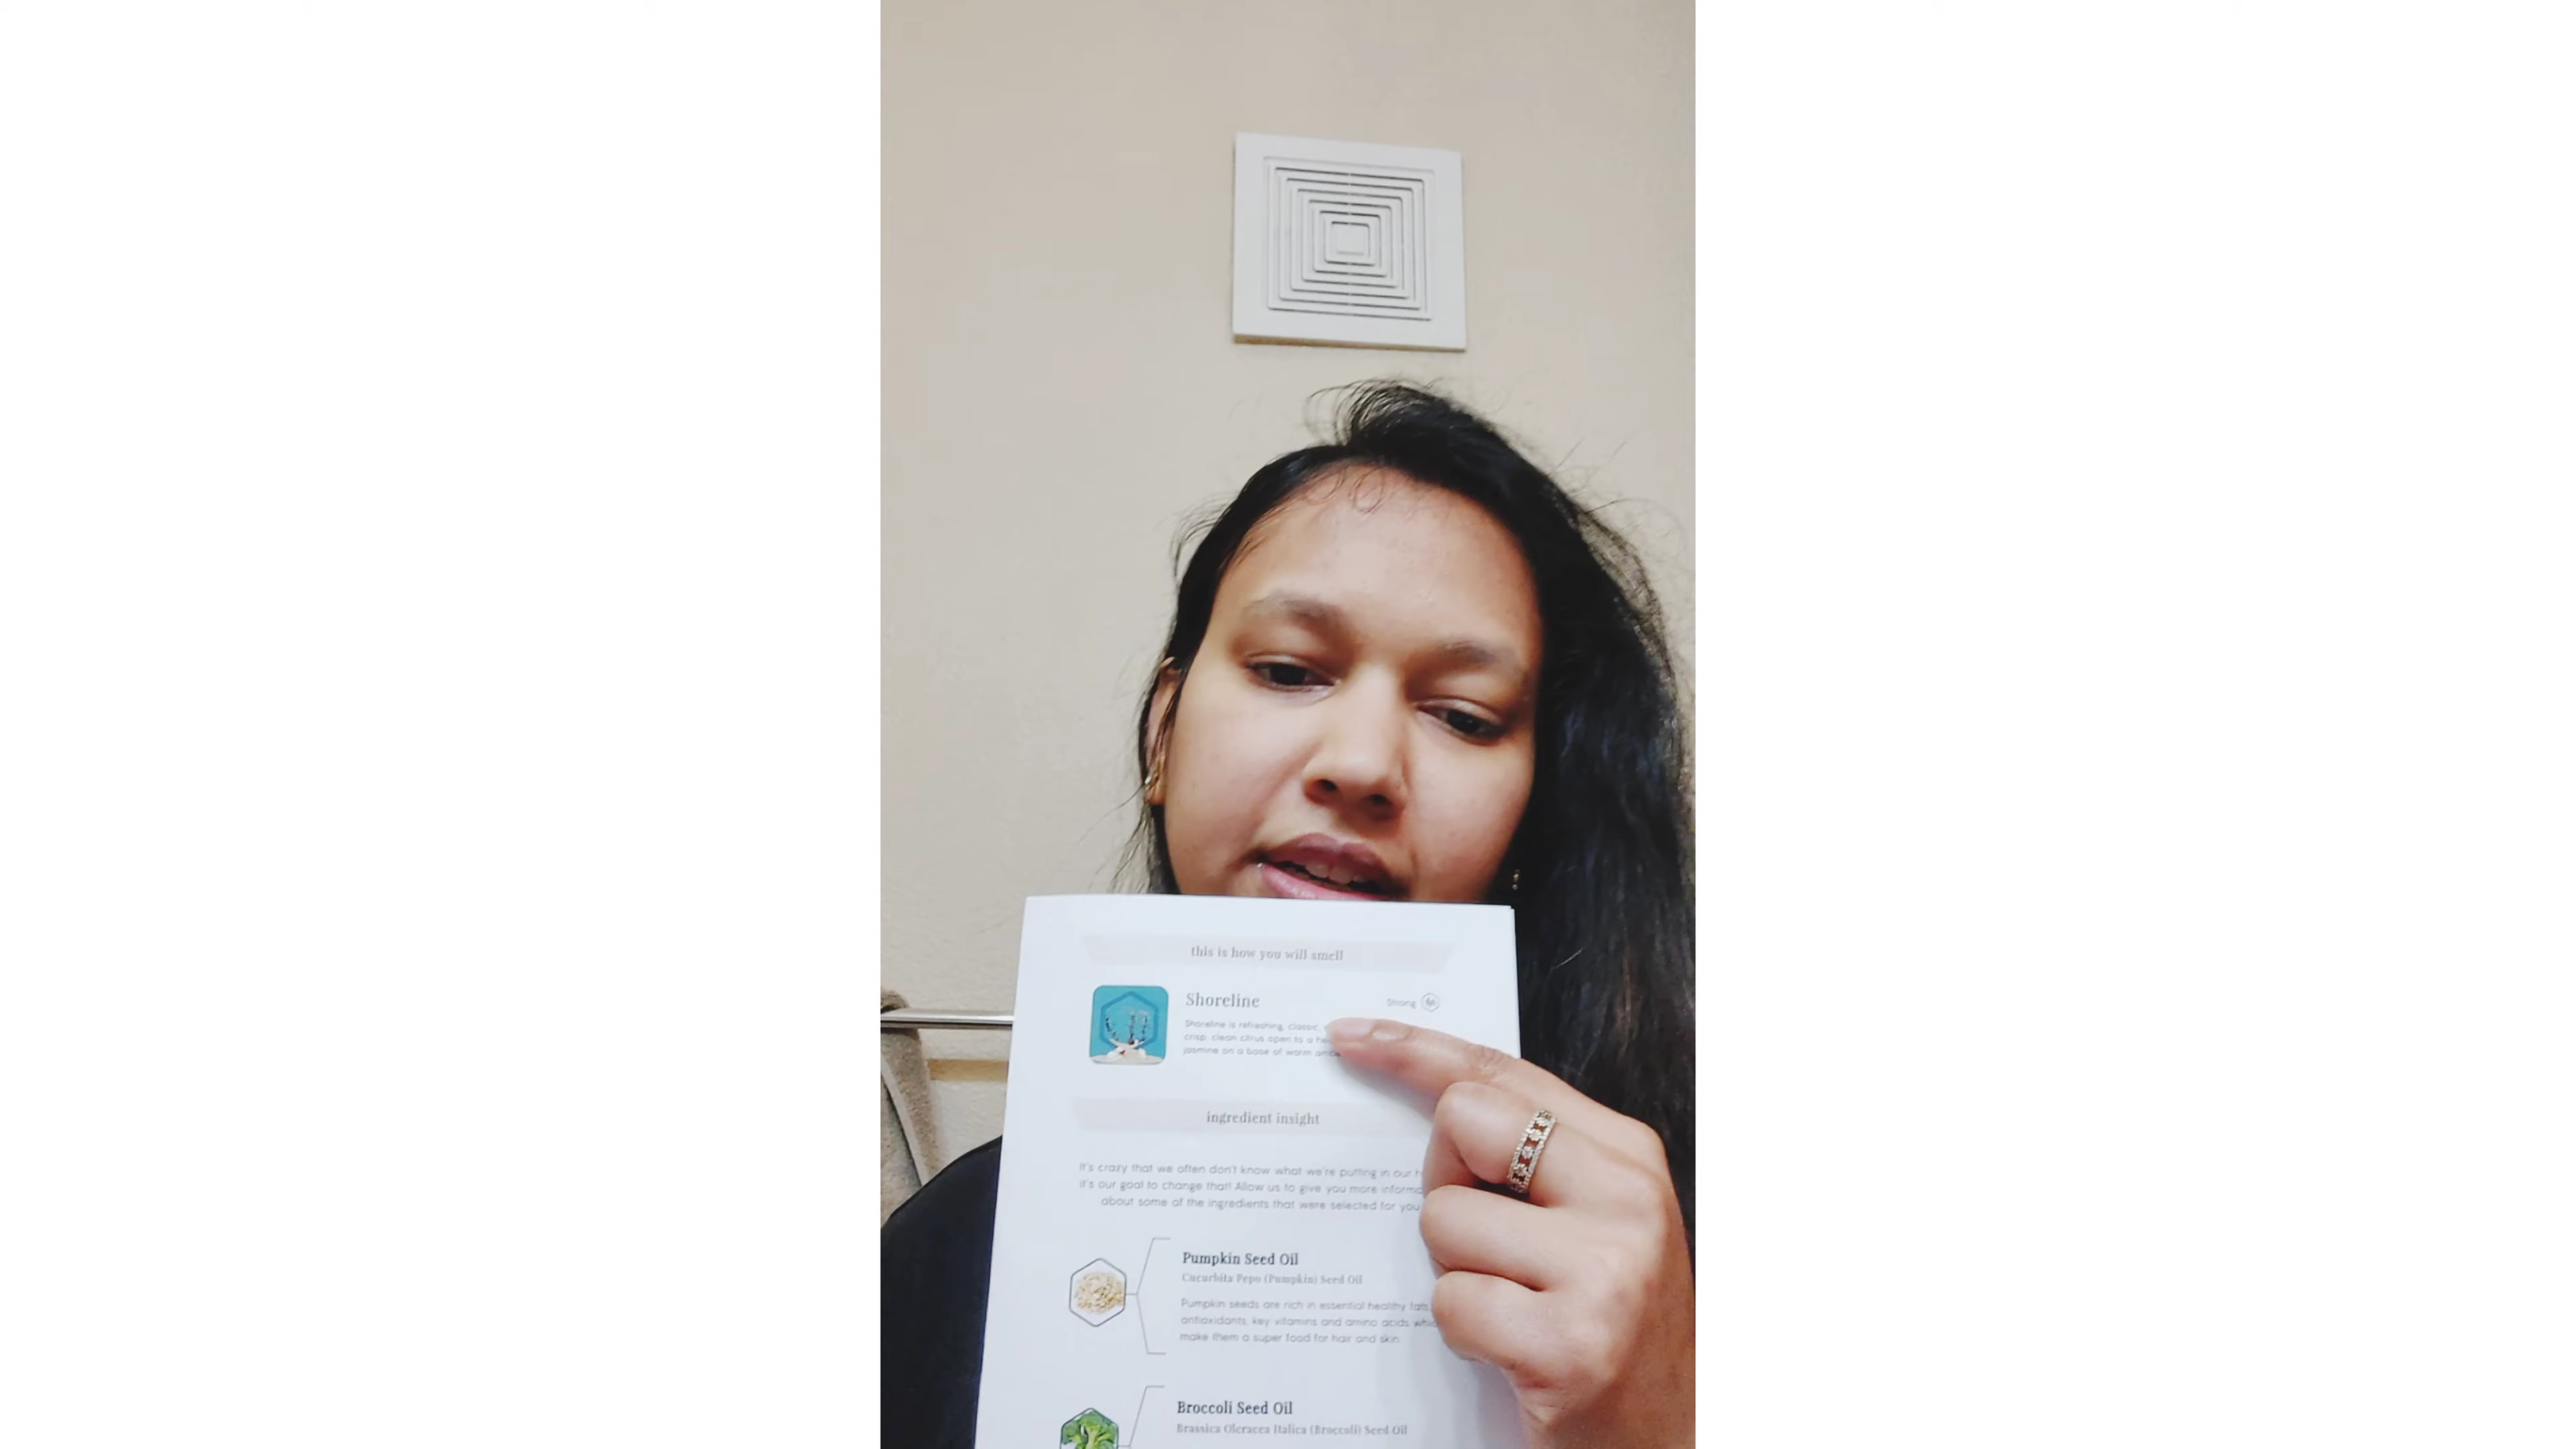 this is how you will smell
Shoreline
Strong
Shoreline is refreshing, classic,
crisp, clean citrus open to a
jasmine on a base of warm
ingredient insight
It's crazy that we often don't know what we're putting in our
It's our goal to change that! Allow us to give you more
about some of the ingredients that were selected for you
Pumpkin Seed Oil
Cucurbita Pepo (Pumpkin) Seed Oil
Pumpkin seeds are rich in essential healthy fats,
antioxidants, key vitamins and amino acids
make them a super food for hair and skin
Broccoli Seed Oil
Brassica Oleracea Italica (Broccoli) Seed Oil